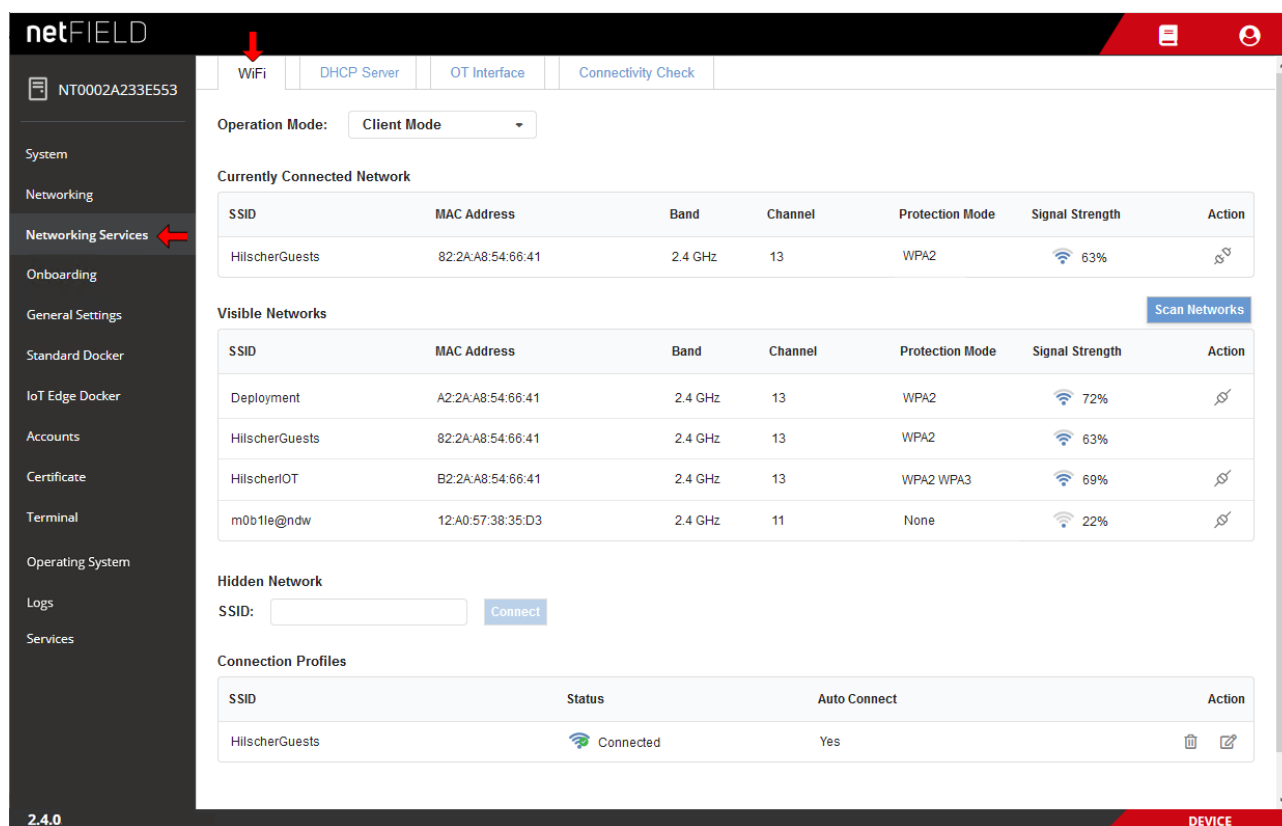 netFIELD
NT0002A233E553
System
Networking
Networking Services
Onboarding
General Settings
Standard Docker
IoT Edge Docker
Accounts
Certificate
Terminal
Operating System
Logs
Services
2.4.0
WiFi DHCP Server OT Interface Connectivity Check
Operation Mode: Client Mode
Currently Connected Network
SSID MAC Address Band Channel Protection Mode Signal Strength Action
HilscherGuests 82:2A:A8:54:66:41 2.4 GHz 13 WPA2 63%
Visible Networks Scan Networks
SSID MAC Address Band Channel Protection Mode Signal Strength Action
Deployment A2:2A:A8:54:66:41 2.4 GHz 13 WPA2 72%
HilscherGuests 82:2A:A8:54:66:41 2.4 GHz 13 WPA2 63%
HilscherIOT B2:2A:A8:54:66:41 2.4 GHz 13 WPA2 WPA3 69%
m0b1le@ndw 12:A0:57:38:35:D3 2.4 GHz 11 None 22%
Hidden Network
SSID: Connect
Connection Profiles
SSID Status Auto Connect Action
HilscherGuests Connected Yes
DEVICE